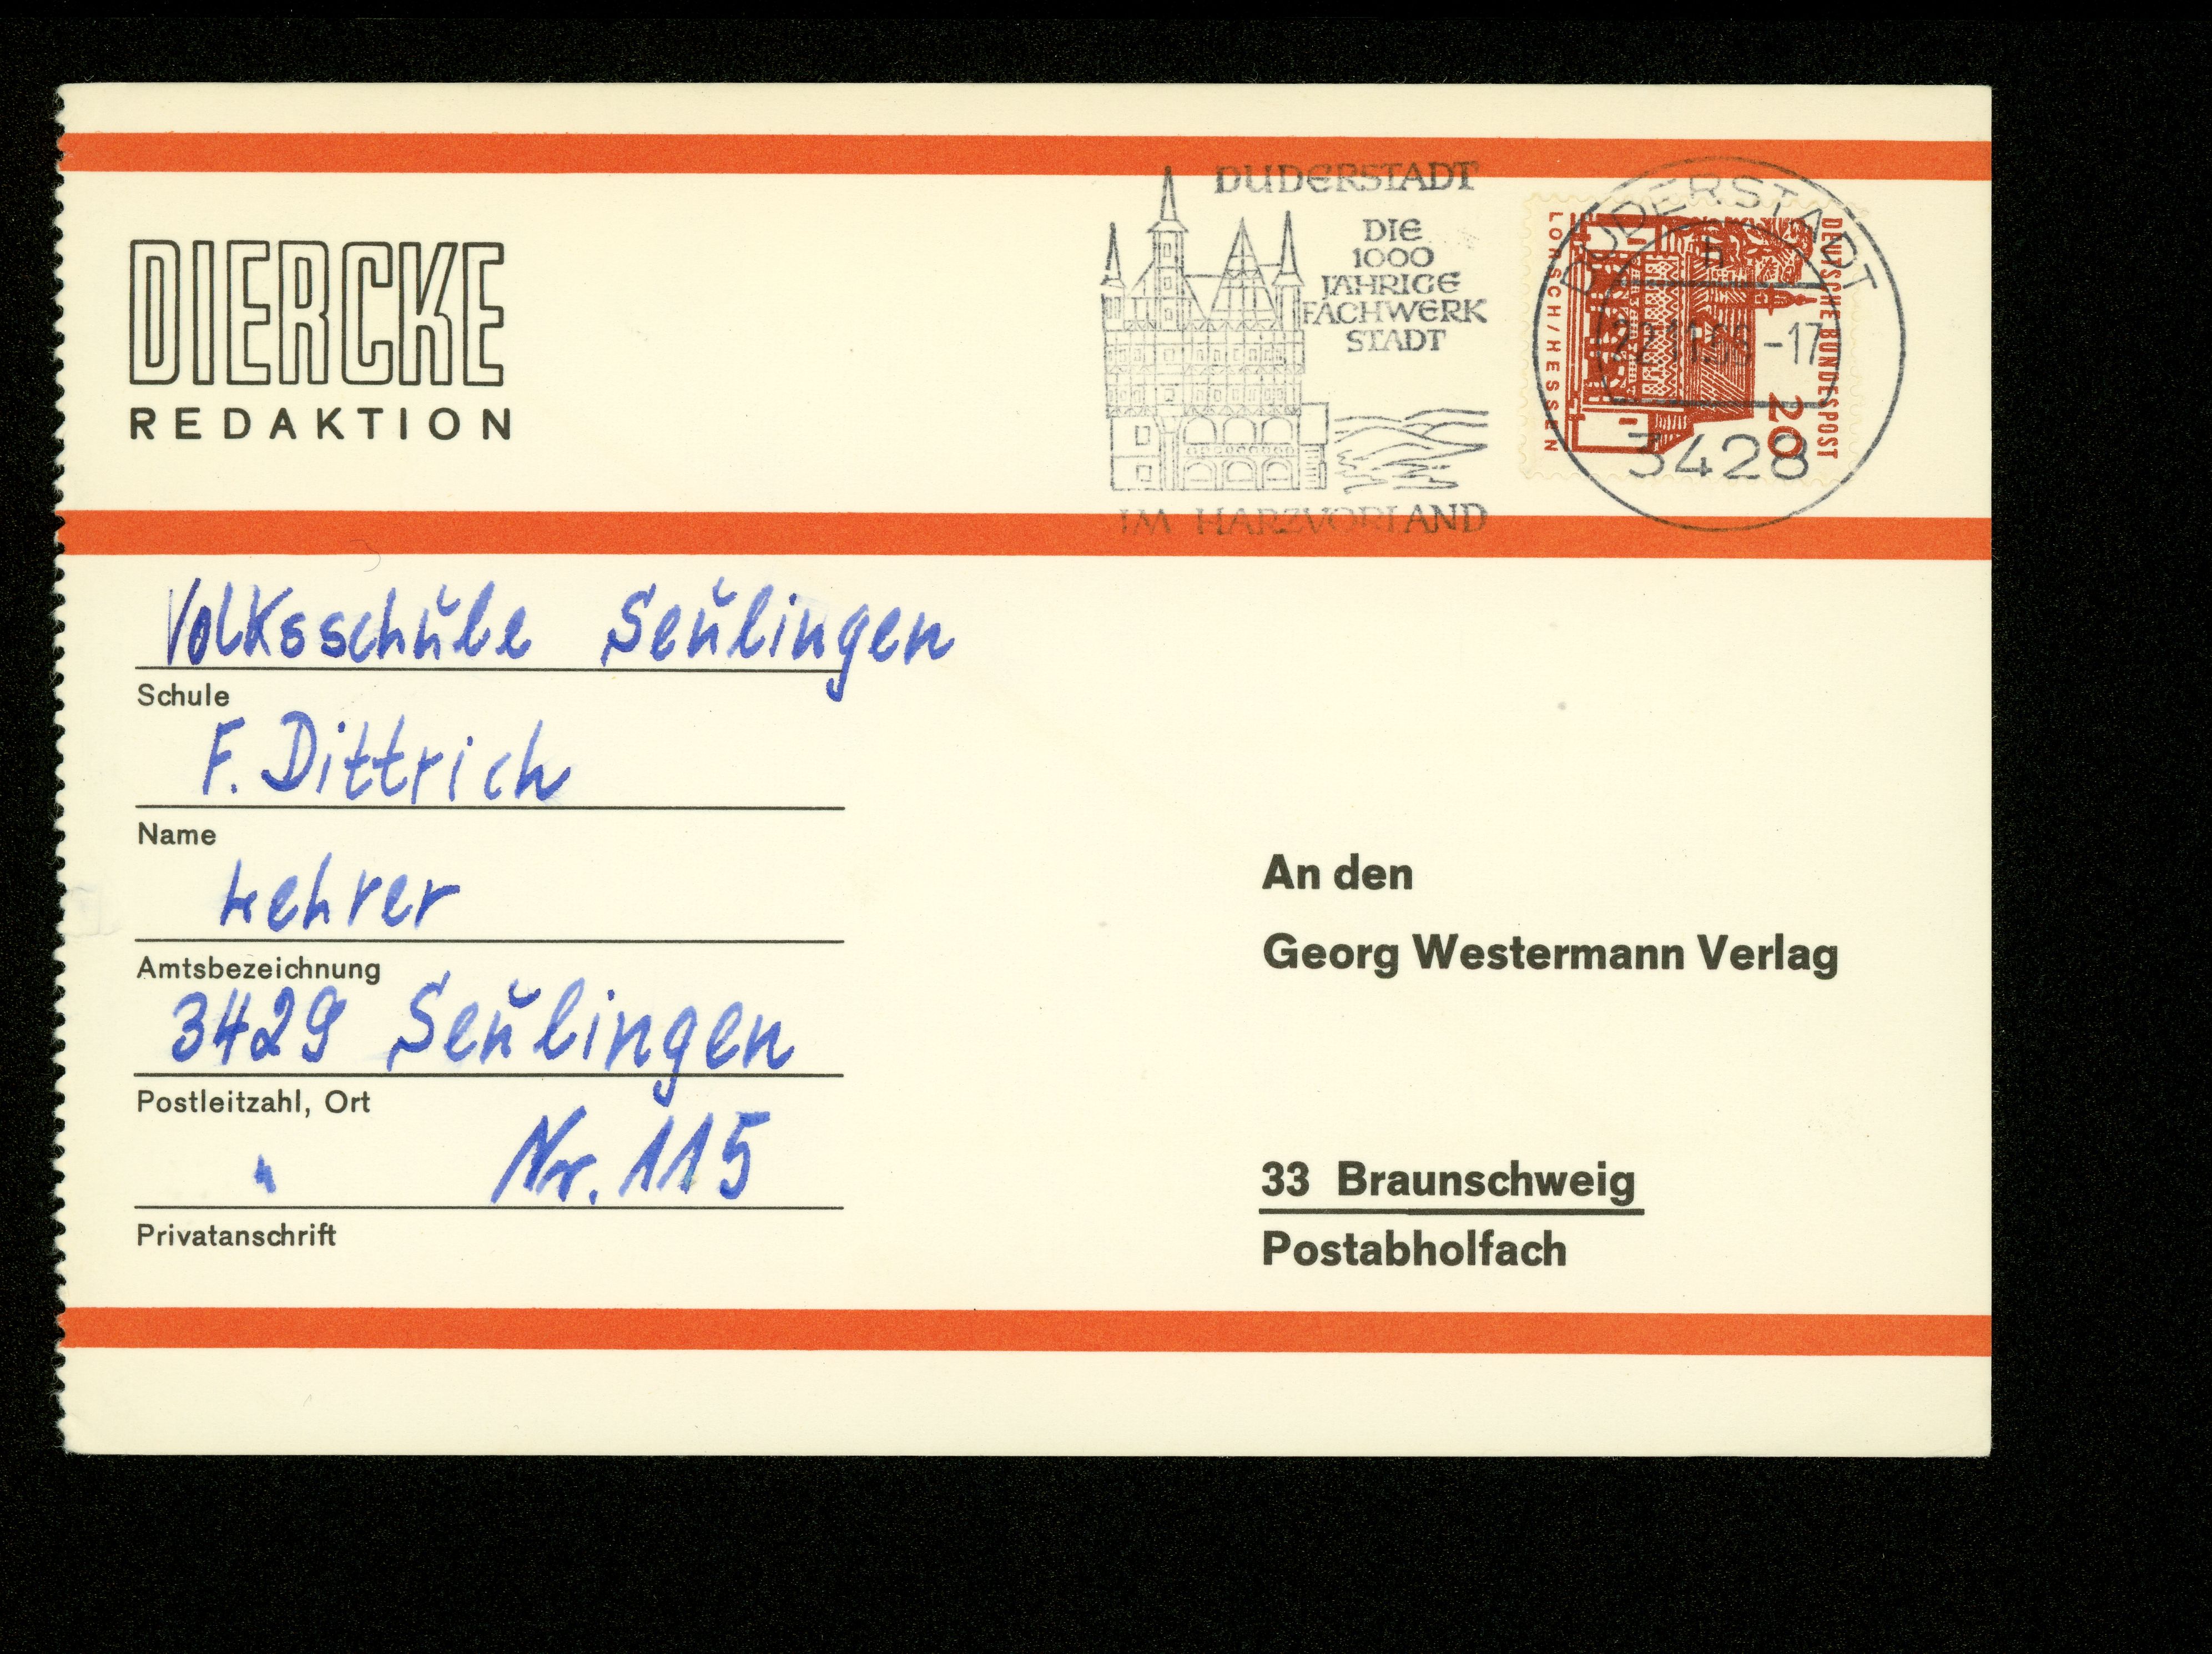 DIERCKE
REDAKTION
DUDERSTADT
DIE
1000
JÄHRIGE
FACHWERK
STADT
IM HARZVORLAND
DUDERSTADT
3428
DEUTSCHE BUNDESPOST
20
LORSCH/HESSEN
Volksschule Seulingen
Schule
F. Dittrich
Name
Lehrer
Amtsbezeichnung
3429 Seulingen
Postleitzahl, Ort
" Nr. 115
Privatanschrift
An den
Georg Westermann Verlag
33 Braunschweig
Postabholfach